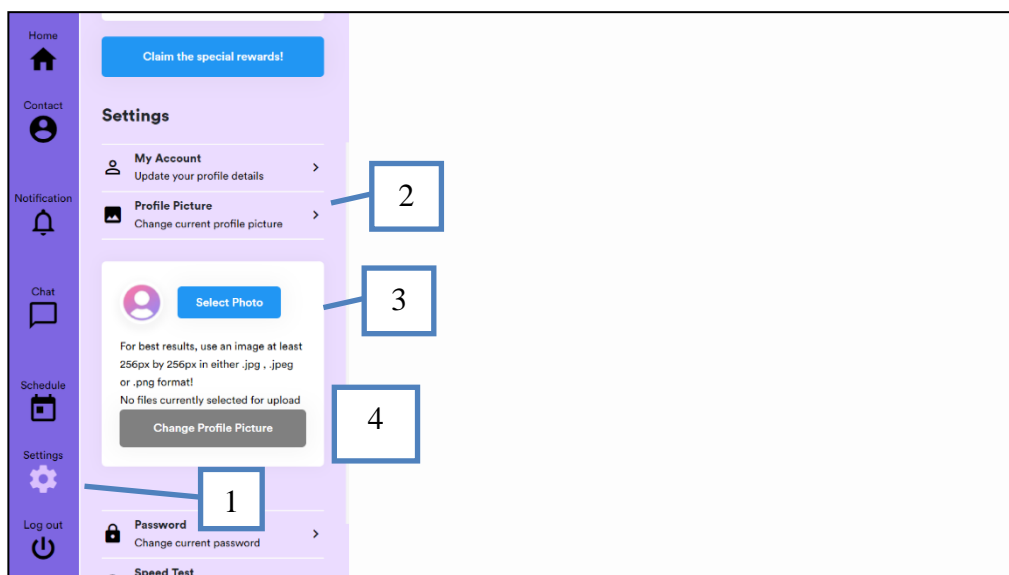 Home
Contact
Notification
Chat
Schedule
Settings
Log out
Claim the special rewards!
Settings
My Account
Update your profile details
Profile Picture
Change current profile picture
Select Photo
For best results, use an image at least
256px by 256px in either .jpg , .jpeg
or .png format!
No files currently selected for upload
Change Profile Picture
Password
Change current password
Speed Test
2
3
4
1